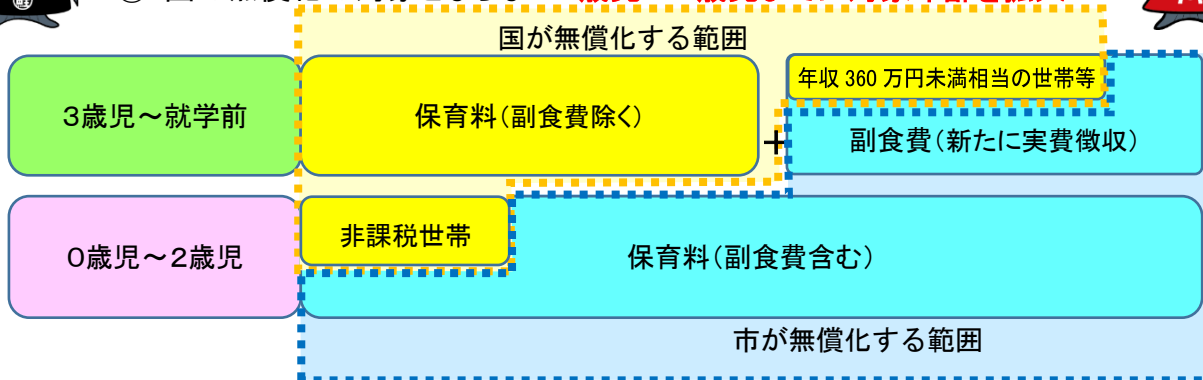 国が無償化する範囲
3歳児～就学前
保育料(副食費除く)
+
年収 360 万円未満相当の世帯等
副食費(新たに実費徴収)
0歳児～2歳児
非課税世帯
保育料(副食費含む)
市が無償化する範囲